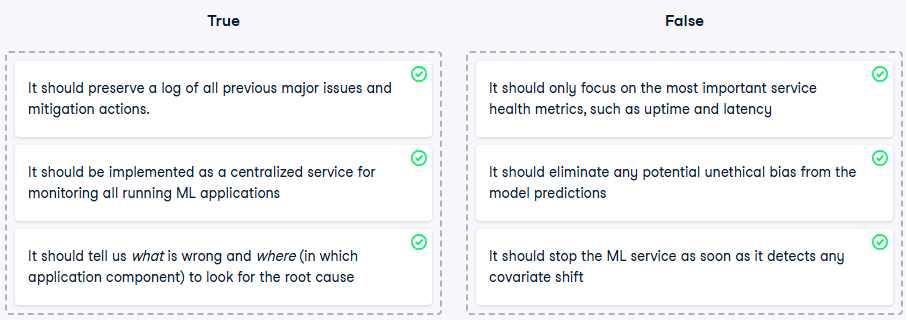 True
It should preserve a log of all previous major issues and
mitigation actions.
It should be implemented as a centralized service for
monitoring all running ML applications
It should tell us what is wrong and where (in which
application component) to look for the root cause
False
It should only focus on the most important service
health metrics, such as uptime and latency
It should eliminate any potential unethical bias from the
model predictions
It should stop the ML service as soon as it detects any
covariate shift